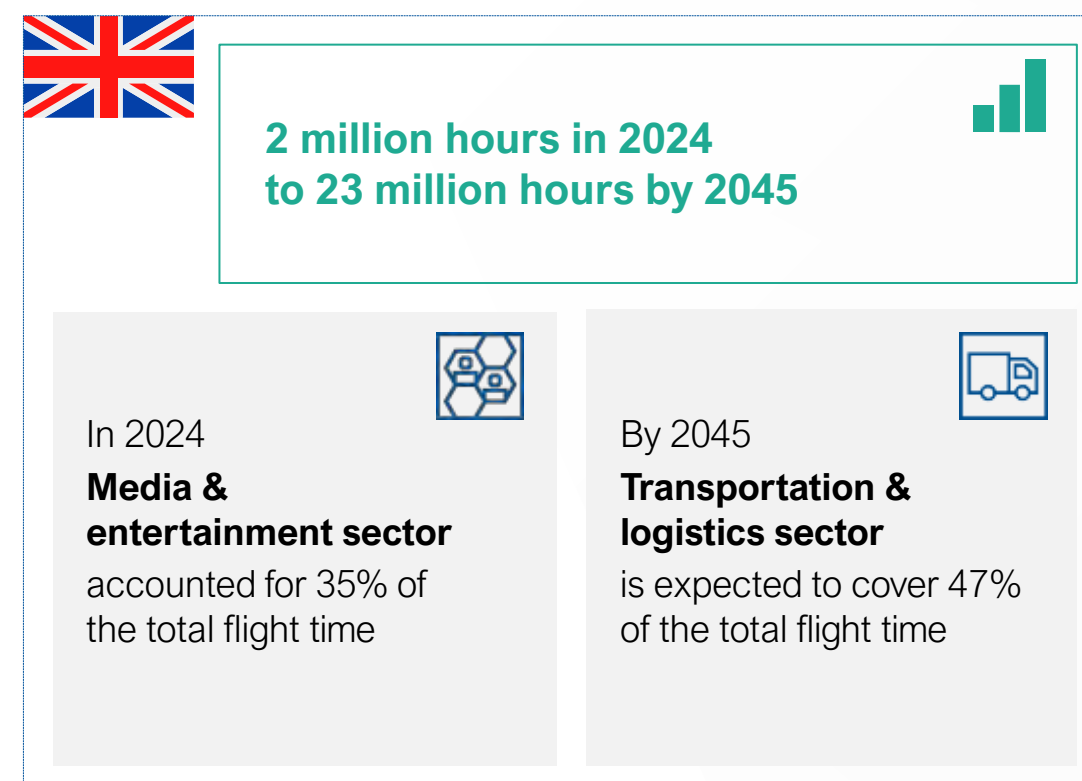 2 million hours in 2024
to 23 million hours by 2045
In 2024
Media &
entertainment sector
accounted for 35% of
the total flight time
By 2045
Transportation &
logistics sector
is expected to cover 47%
of the total flight time